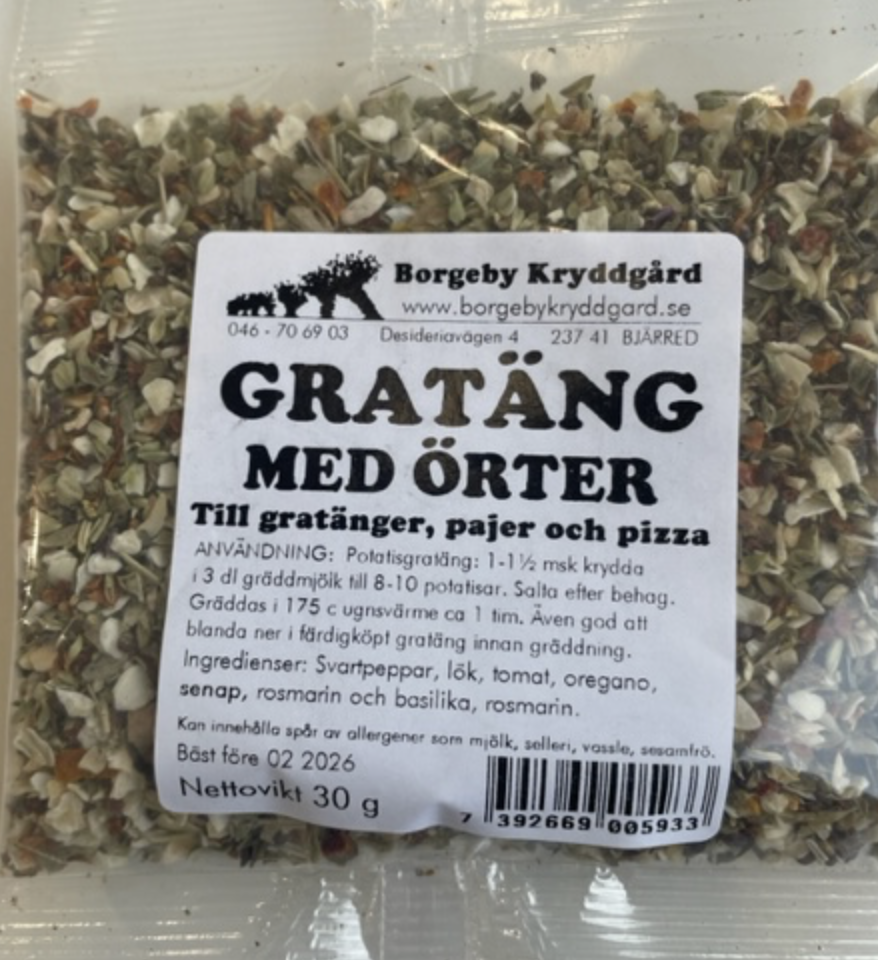 Borgeby Kryddgård
www.borgebykryddgard.se
046 - 70 69 03 Desideriavägen 4 237 41 BJÄRRED
GRATÄNG
MED ÖRTER
Till gratänger, pajer och pizza
ANVÄNDNING: Potatisgratäng: 1-1½ msk krydda
i 3 dl gräddmjölk till 8-10 potatisar. Salta efter behag.
Gräddas i 175 c ugnsvärme ca 1 tim. Även god att
blanda ner i färdigköpt gratäng innan gräddning.
Ingredienser: Svartpeppar, lök, tomat, oregano,
senap, rosmarin och basilika, rosmarin.
Kan innehålla spår av allergener som mjölk, selleri, vassle, sesamfrö.
Bäst före 02 2026
Nettovikt 30 g
7 392669 005933